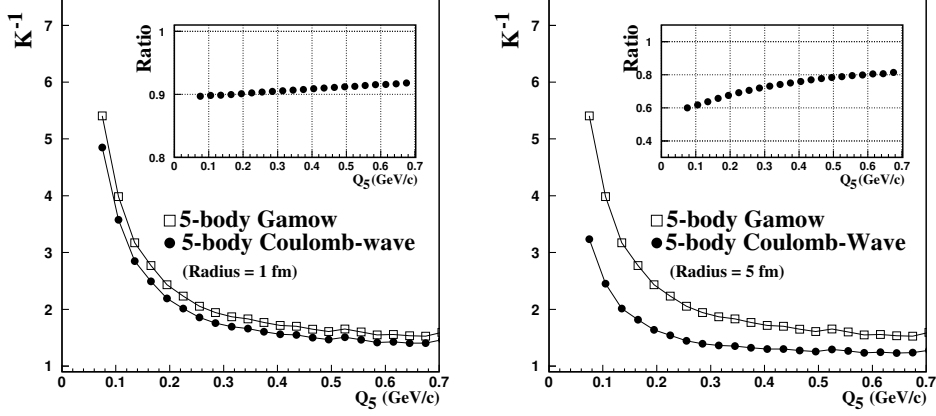 K-1
7
6
5
4
3
2
1
0 0.1 0.2 0.3 0.4 0.5 0.6 0.7
Q5 (GeV/c)
Ratio
1
0.9
0.8
0 0.1 0.2 0.3 0.4 0.5 0.6 0.7
Q5 (GeV/c)
5-body Gamow
5-body Coulomb-wave
(Radius = 1 fm)
K-1
7
6
5
4
3
2
1
0 0.1 0.2 0.3 0.4 0.5 0.6 0.7
Q5 (GeV/c)
Ratio
1
0.8
0.6
0.4
0 0.1 0.2 0.3 0.4 0.5 0.6 0.7
Q5 (GeV/c)
5-body Gamow
5-body Coulomb-Wave
(Radius = 5 fm)